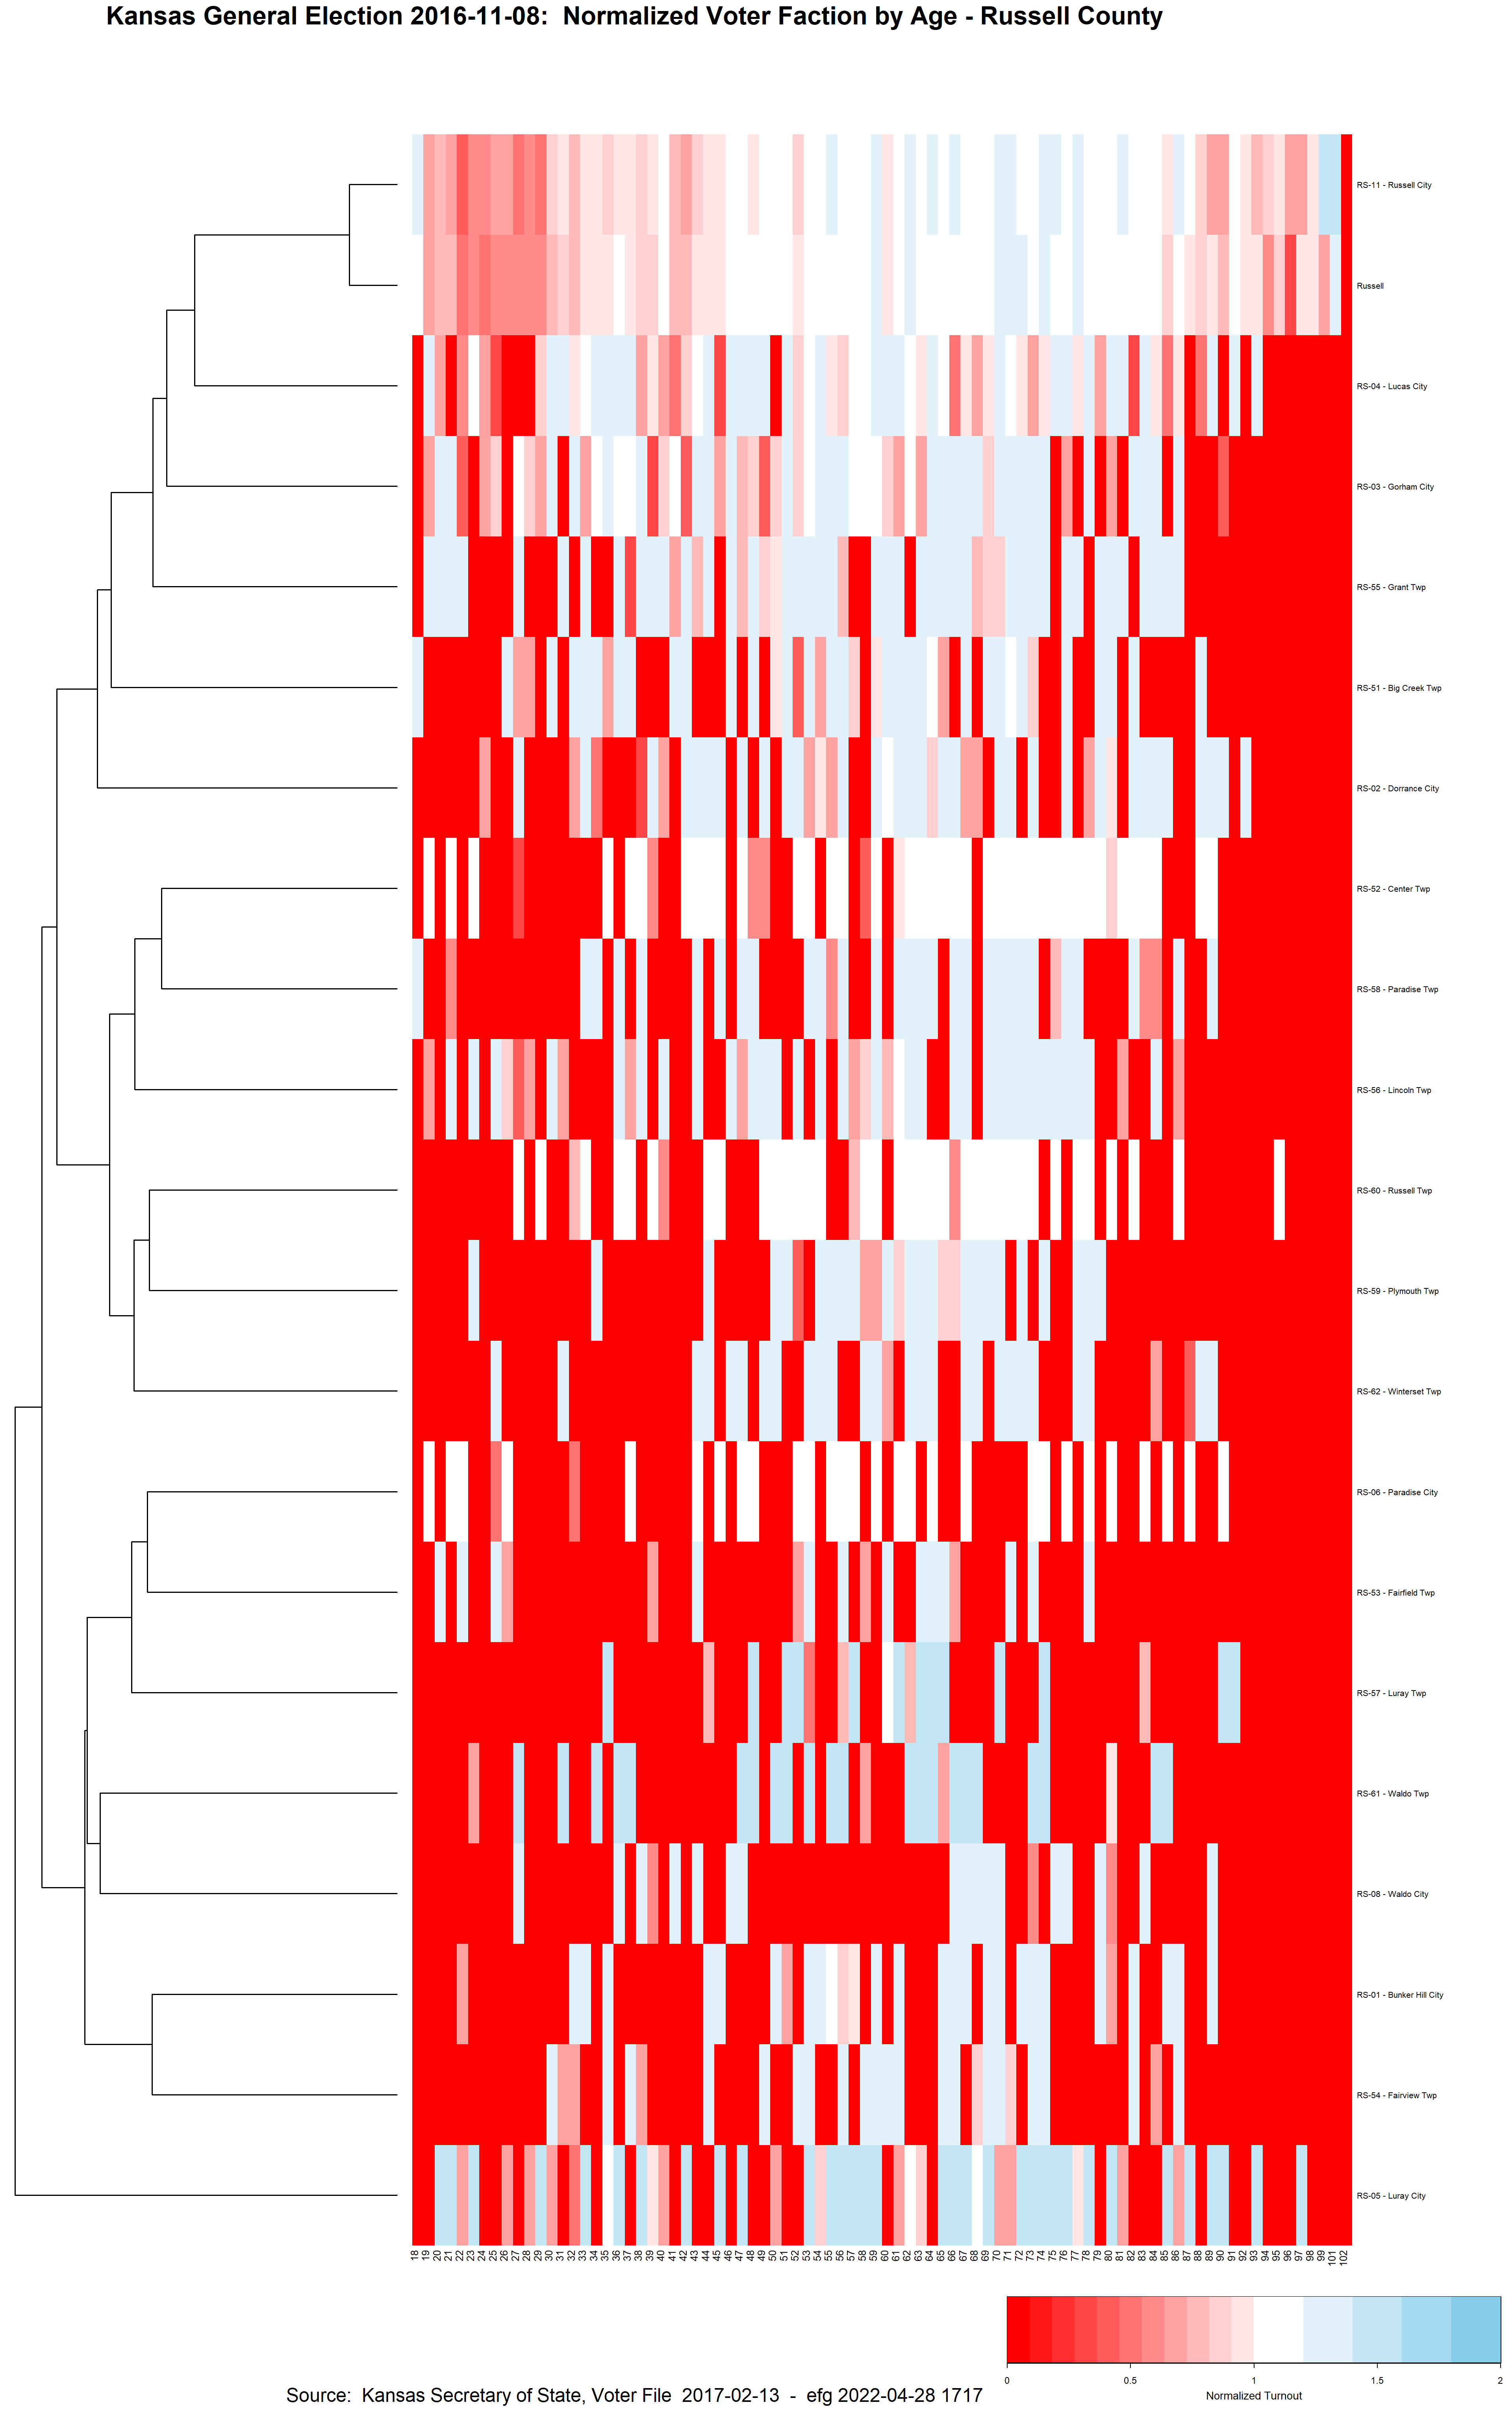 Kansas General Election 2016-11-08:  Normalized Voter Faction by Age - Russell County
RS-11 - Russell City
Russell
RS-04 - Lucas City
RS-03 - Gorham City
RS-55 - Grant Twp
RS-51 - Big Creek Twp
RS-02 - Dorrance City
RS-52 - Center Twp
RS-58 - Paradise Twp
RS-56 - Lincoln Twp
RS-60 - Russell Twp
RS-59 - Plymouth Twp
RS-62 - Winterset Twp
RS-06 - Paradise City
RS-53 - Fairfield Twp
RS-57 - Luray Twp
RS-61 - Waldo Twp
RS-08 - Waldo City
RS-01 - Bunker Hill City
RS-54 - Fairview Twp
RS-05 - Luray City
18 19 20 21 22 23 24 25 26 27 28 29 30 31 32 33 34 35 36 37 38 39 40 41 42 43 44 45 46 47 48 49 50 51 52 53 54 55 56 57 58 59 60 61 62 63 64 65 66 67 68 69 70 71 72 73 74 75 76 77 78 79 80 81 82 83 84 85 86 87 88 89 90 91 92 93 94 95 96 97 98 99 101 102
0 0.5 1 1.5 2
Normalized Turnout
Source:  Kansas Secretary of State, Voter File  2017-02-13  -  efg 2022-04-28 1717